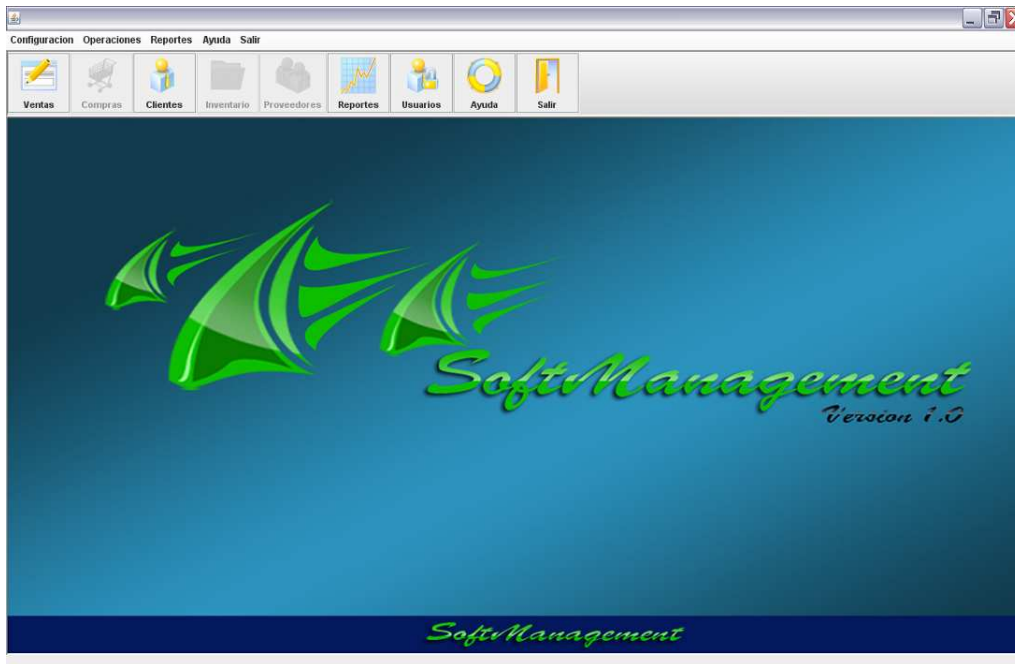 Configuracion Operaciones Reportes Ayuda Salir
Ventas Compras Clientes Inventario Proveedores Reportes Usuarios Ayuda Salir
SoftManagement
Version 1.0
SoftManagement